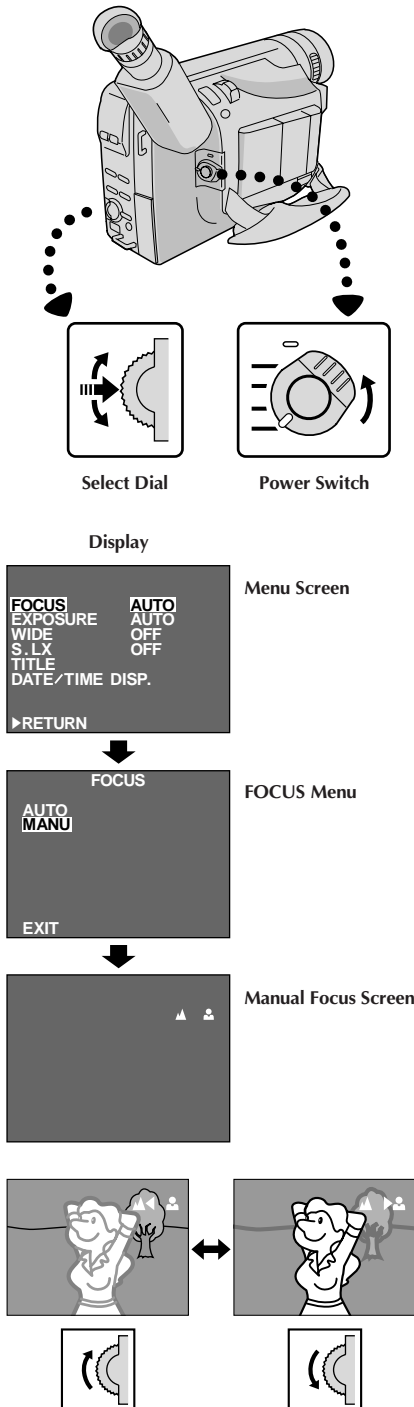 Select Dial
Power Switch
Display
Menu Screen
FOCUS AUTO
EXPOSURE AUTO
WIDE OFF
S.LX OFF
TITLE
DATE/TIME DISP.
RETURN
FOCUS
FOCUS Menu
AUTO
MANU
EXIT
Manual Focus Screen